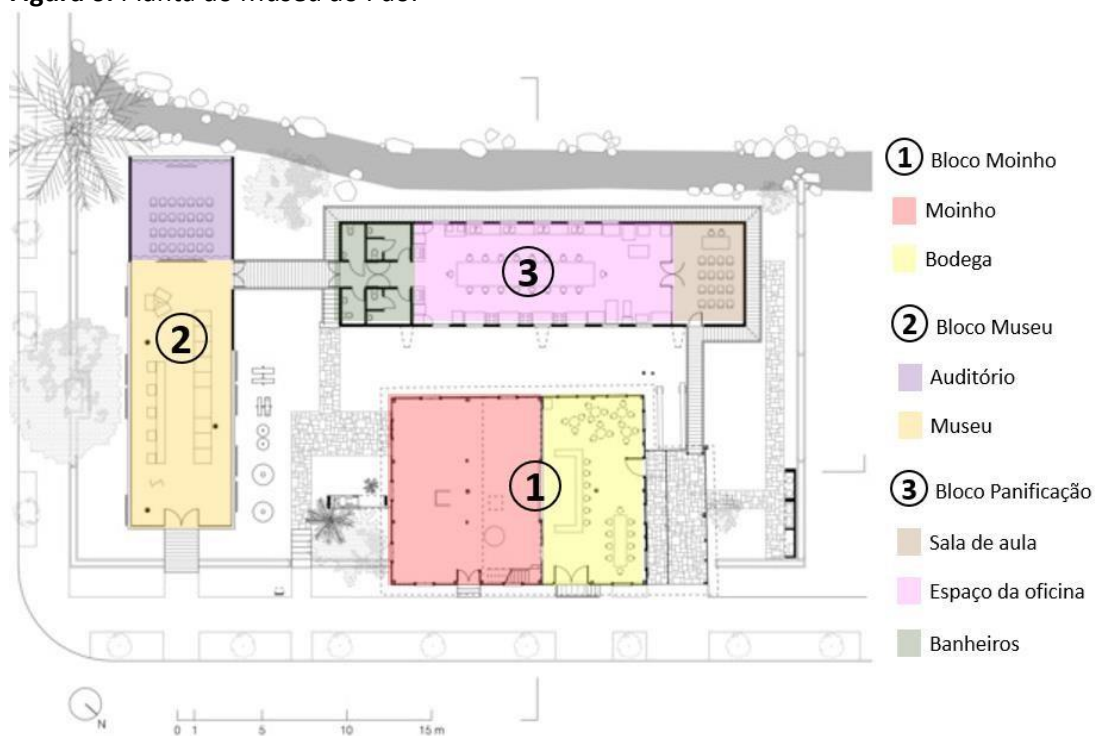 Figura 3. Planta do Museu do Pão.
1 Bloco Moinho
Moinho
Bodega
2 Bloco Museu
Auditório
Museu
3 Bloco Panificação
Sala de aula
Espaço da oficina
Banheiros
3
2
1
N
0 1 5 10 15 m